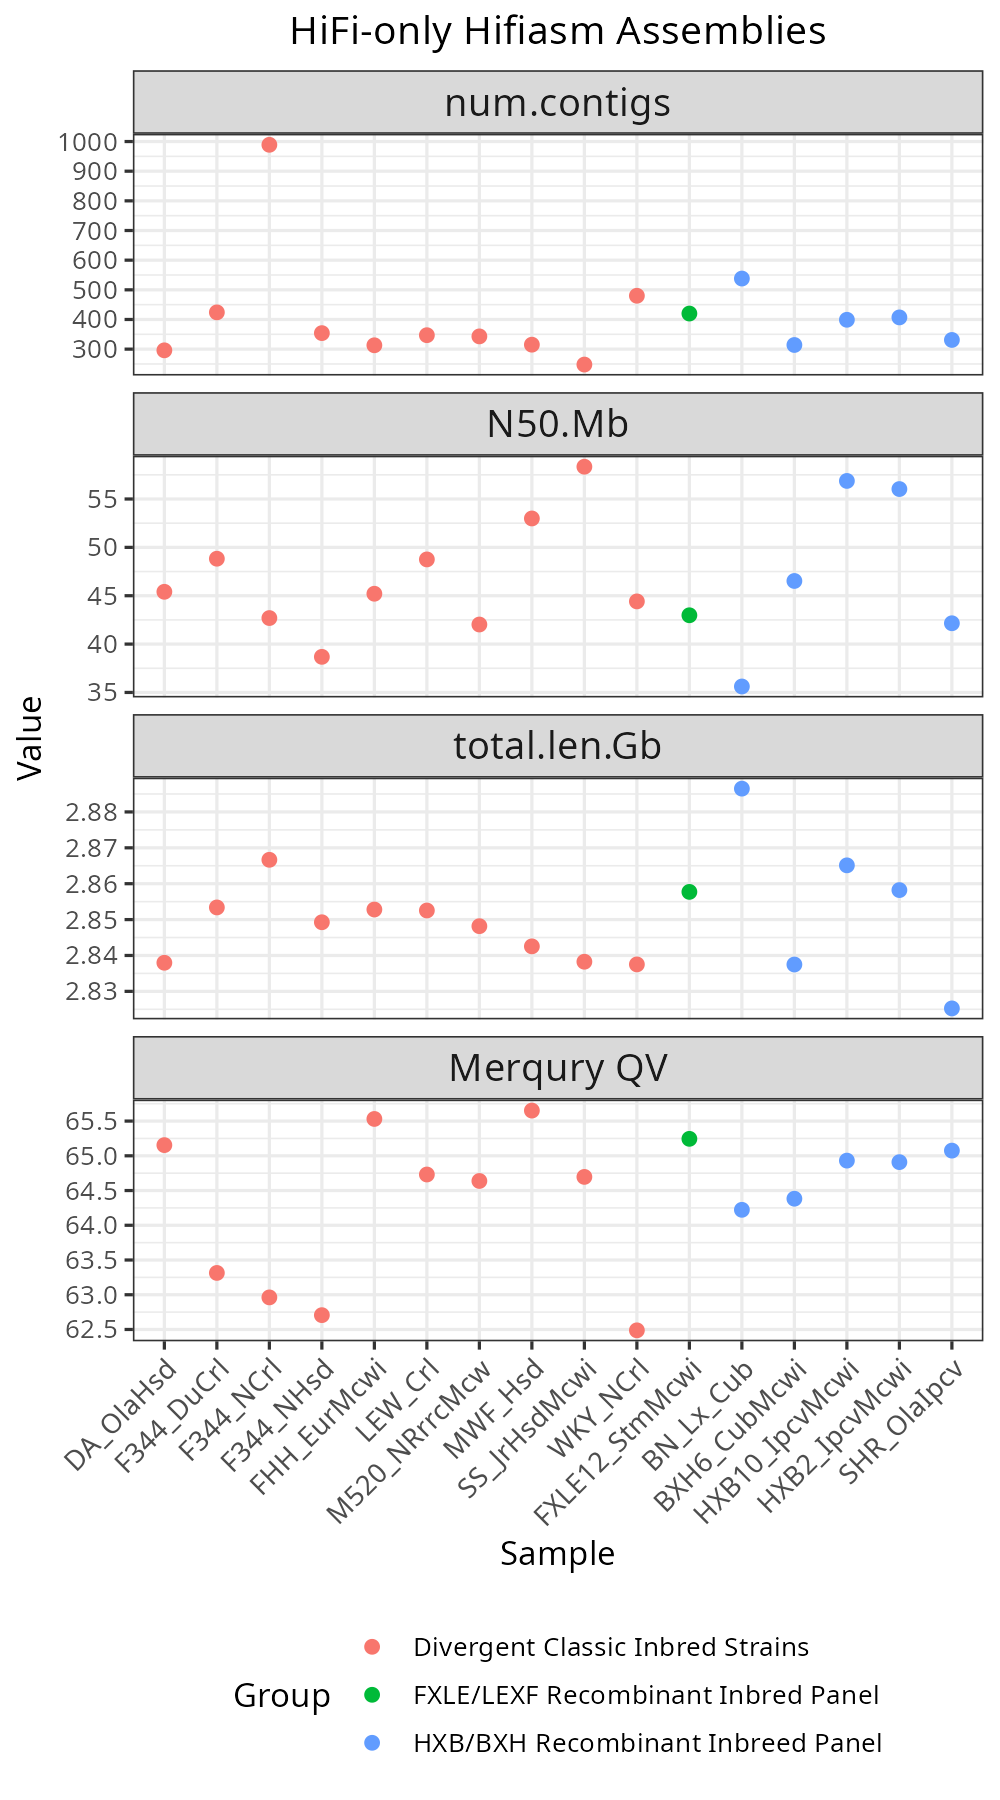 HiFi-only Hifiasm Assemblies
num.contigs
1000
900
800
700
600
500
400
300
N50.Mb
55
50
45
40
35
Value
total.len.Gb
2.88
2.87
2.86
2.85
2.84
2.83
Merqury QV
65.5
65.0
64.5
64.0
63.5
63.0
62.5
DA_OlaHsd
F344_DuCrl
F344_NCrl
F344_NHsd
FHH_EurMcwi
LEW_Crl
M520_NRrrcMcw
MWF_Hsd
SS_JrHsdMcwi
WKY_NCrl
FXLE12_StmMcwi
BN_Lx_Cub
BXH6_CubMcwi
HXB10_IpcvMcwi
HXB2_IpcvMcwi
SHR_OlaIpcv
Sample
Group
Divergent Classic Inbred Strains
FXLE/LEXF Recombinant Inbred Panel
HXB/BXH Recombinant Inbreed Panel